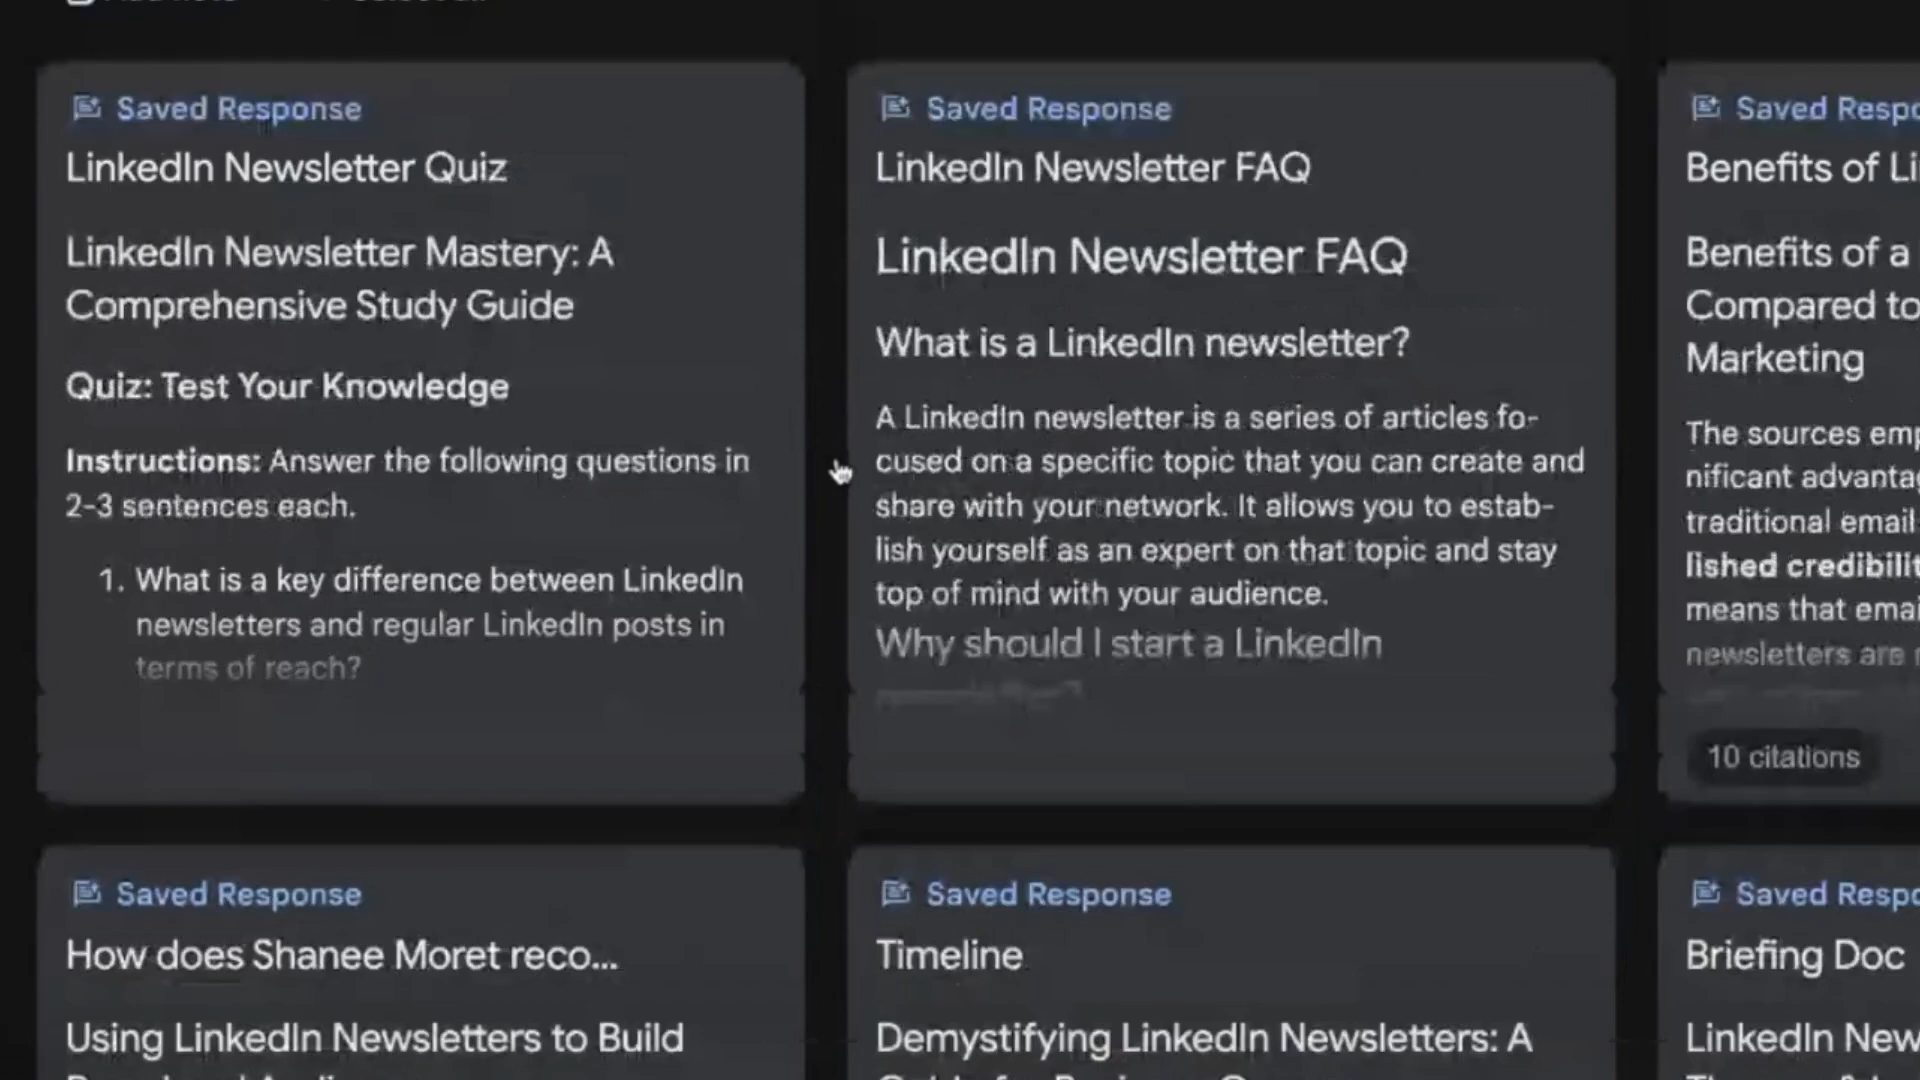 Saved Response
LinkedIn Newsletter Quiz
LinkedIn Newsletter Mastery: A
Comprehensive Study Guide
Quiz: Test Your Knowledge
Instructions: Answer the following questions in
2-3 sentences each.
1. What is a key difference between LinkedIn
newsletters and regular LinkedIn posts in
terms of reach?
Saved Response
LinkedIn Newsletter FAQ
LinkedIn Newsletter FAQ
What is a LinkedIn newsletter?
A LinkedIn newsletter is a series of articles fo-
cused on a specific topic that you can create and
share with your network. It allows you to estab-
lish yourself as an expert on that topic and stay
top of mind with your audience.
Why should I start a LinkedIn
Saved Respo
Benefits of Li
Benefits of a
Compared to
Marketing
The sources emp
nificant advantag
traditional email
lished credibilit
means that emai
newsletters are
10 citations
Saved Response
How does Shanee Moret reco...
Using LinkedIn Newsletters to Build
Saved Response
Timeline
Demystifying LinkedIn Newsletters: A
Saved Respo
Briefing Doc
LinkedIn New